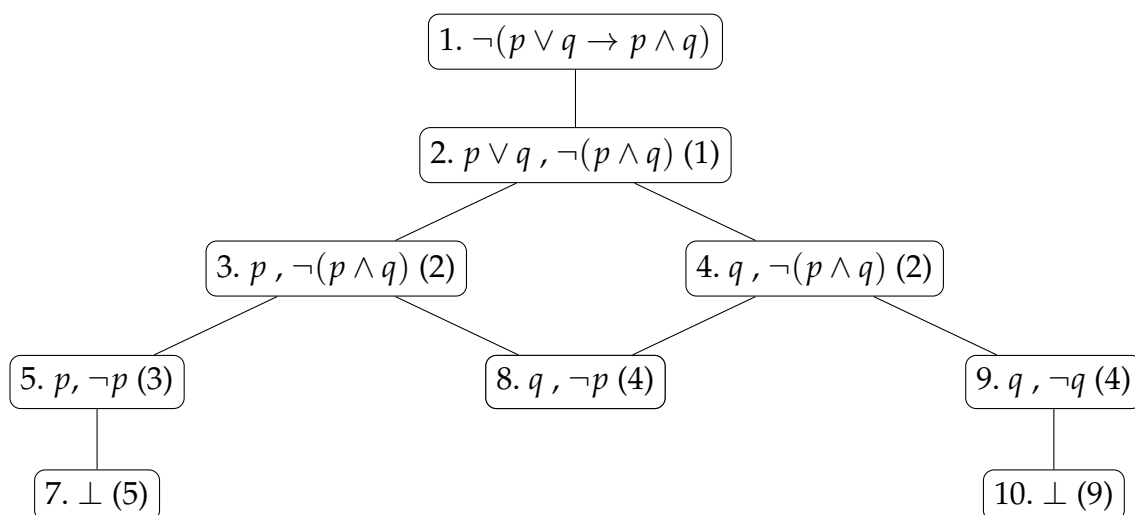 1. ¬(p ∨ q → p ∧ q)
2. p ∨ q , ¬(p ∧ q) (1)
3. p , ¬(p ∧ q) (2)
4. q , ¬(p ∧ q) (2)
5. p, ¬p (3)
8. q , ¬p (4)
9. q , ¬q (4)
7. ⊥ (5)
10. ⊥ (9)